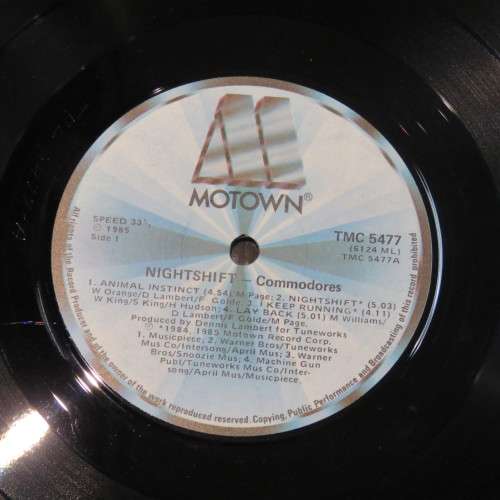 MOTOWN®
SPEED 33⅓
℗ 1985
Side 1
TMC 5477
(6124 ML)
TMC 5477A
NIGHTSHIFT – Commodores
1. ANIMAL INSTINCT (4.54) M Page; 2. NIGHTSHIFT* (5.03)
W Orange/D Lambert/F Golde; 3. I KEEP RUNNING* (4.11)
W King/S King/H Hudson; 4. LAY BACK (5.01) M Williams/
D Lambert/F Golde/M Page.
Produced by Dennis Lambert for Tuneworks
℗ *1984, 1985 Motown Record Corp.
1. Musicpiece; 2. Warner Bros/Tuneworks
Mus Co/Intersong/April Mus; 3. Warner
Bros/Snoozie Mus; 4. Machine Gun
Publ/Tuneworks Mus Co/Inter-
song/April Mus/Musicpiece
All rights of the Record Producer and of the owner of the work reproduced reserved. Copying, Public Performance and Broadcasting of this record prohibited